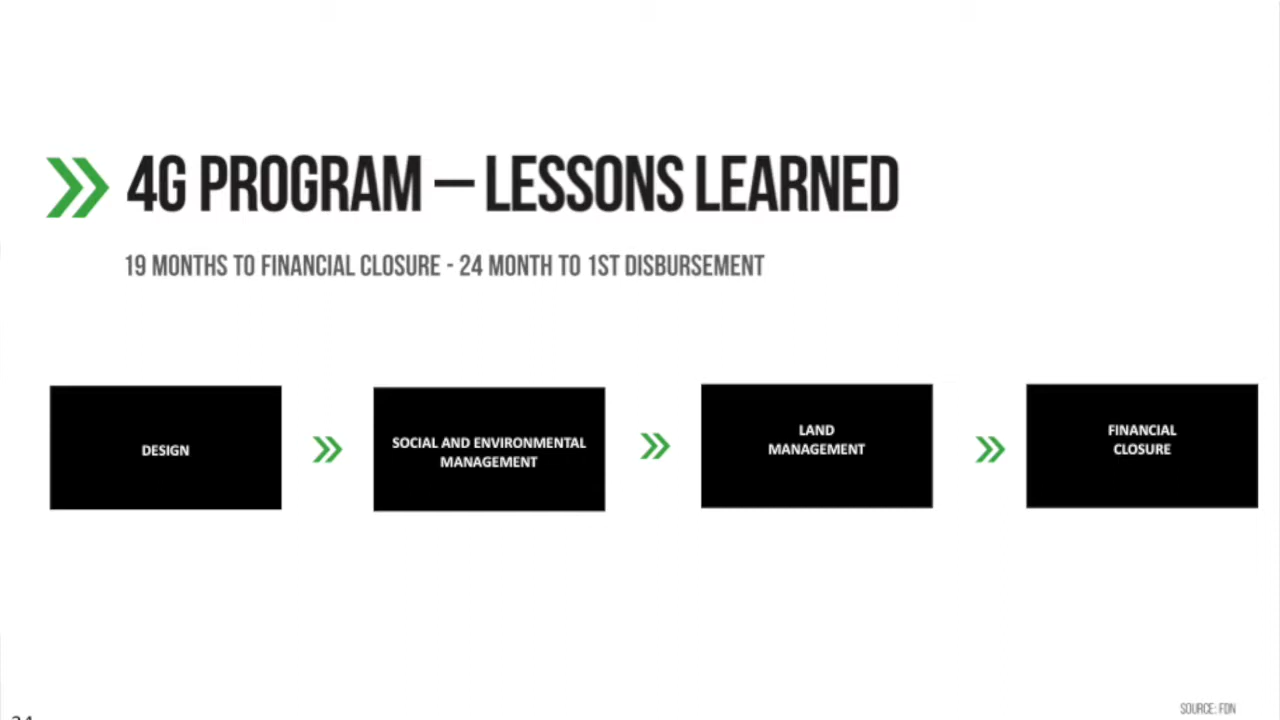 4G PROGRAM – LESSONS LEARNED
19 MONTHS TO FINANCIAL CLOSURE - 24 MONTH TO 1ST DISBURSEMENT
DESIGN
SOCIAL AND ENVIRONMENTAL
MANAGEMENT
LAND
MANAGEMENT
FINANCIAL
CLOSURE
SOURCE: FDN